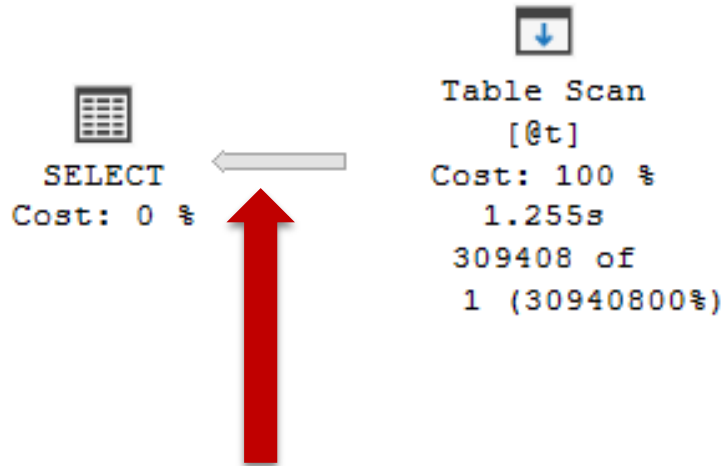 SELECT
Cost: 0 %
Table Scan
[@t]
Cost: 100 %
1.255s
309408 of
1 (30940800%)